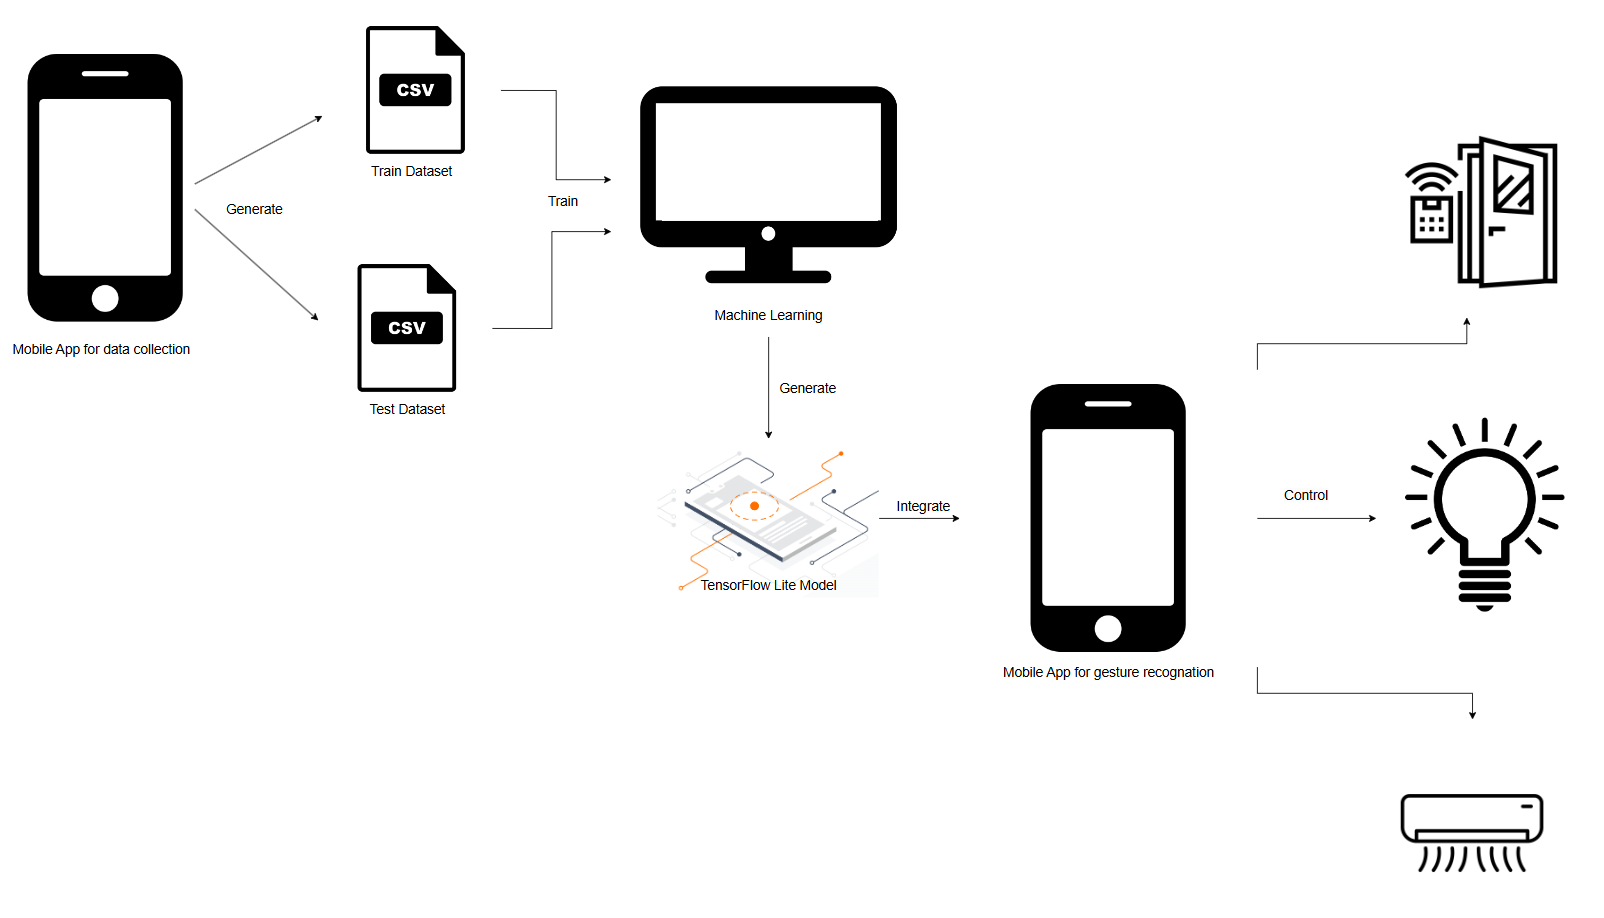 CSV
Train Dataset
Generate
CSV
Test Dataset
Mobile App for data collection
Train
Machine Learning
Generate
TensorFlow Lite Model
Integrate
Mobile App for gesture recognation
Control